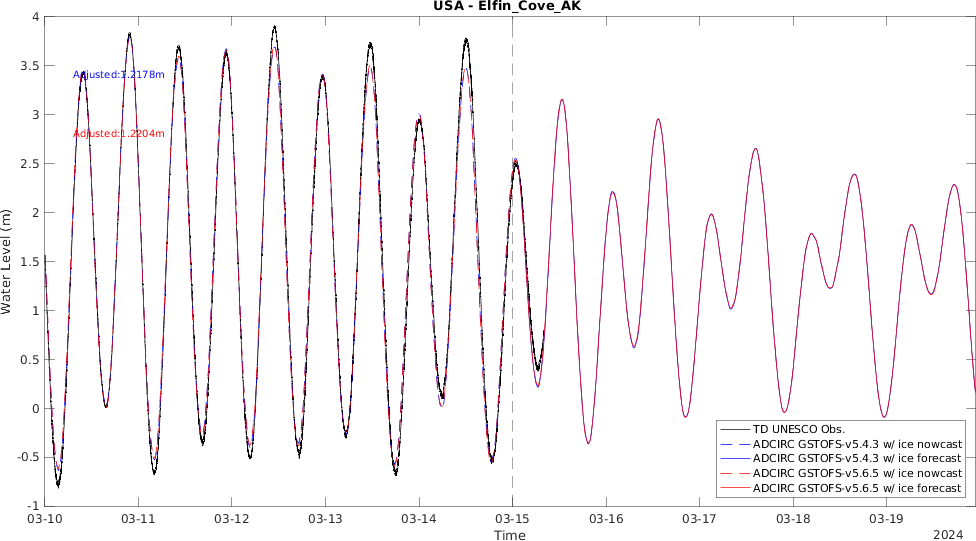 USA - Elfin_Cove_AK
4
3.5
3
2.5
2
1.5
1
0.5
0
-0.5
-1
Water Level (m)
Adjusted:1.2178m
Adjusted:1.2204m
TD UNESCO Obs.
ADCIRC GSTOFS-v5.4.3 w/ ice nowcast
ADCIRC GSTOFS-v5.4.3 w/ ice forecast
ADCIRC GSTOFS-v5.6.5 w/ ice nowcast
ADCIRC GSTOFS-v5.6.5 w/ ice forecast
03-10 03-11 03-12 03-13 03-14 03-15 03-16 03-17 03-18 03-19
Time
2024